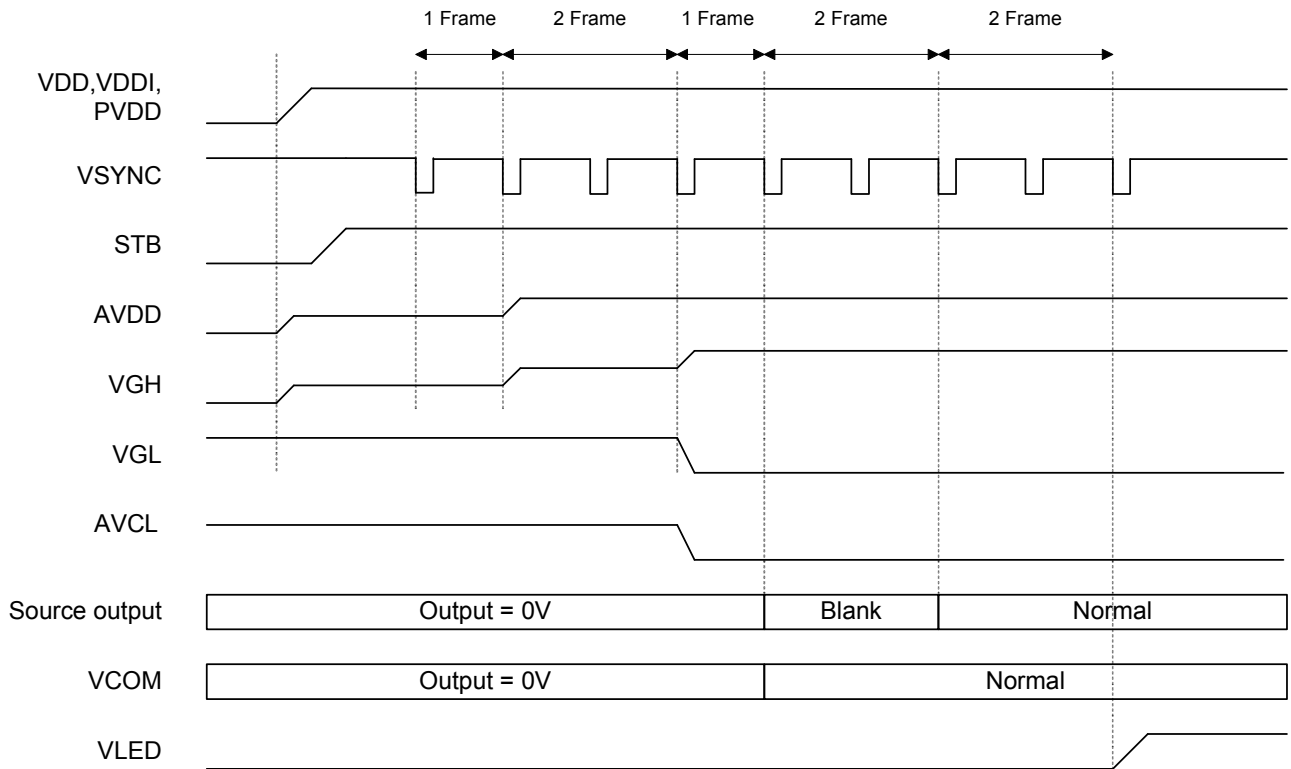 1 Frame 2 Frame 1 Frame 2 Frame 2 Frame
VDD,VDDI,
PVDD
VSYNC
STB
AVDD
VGH
VGL
AVCL
Source output Output = 0V Blank Normal
VCOM Output = 0V Normal
VLED